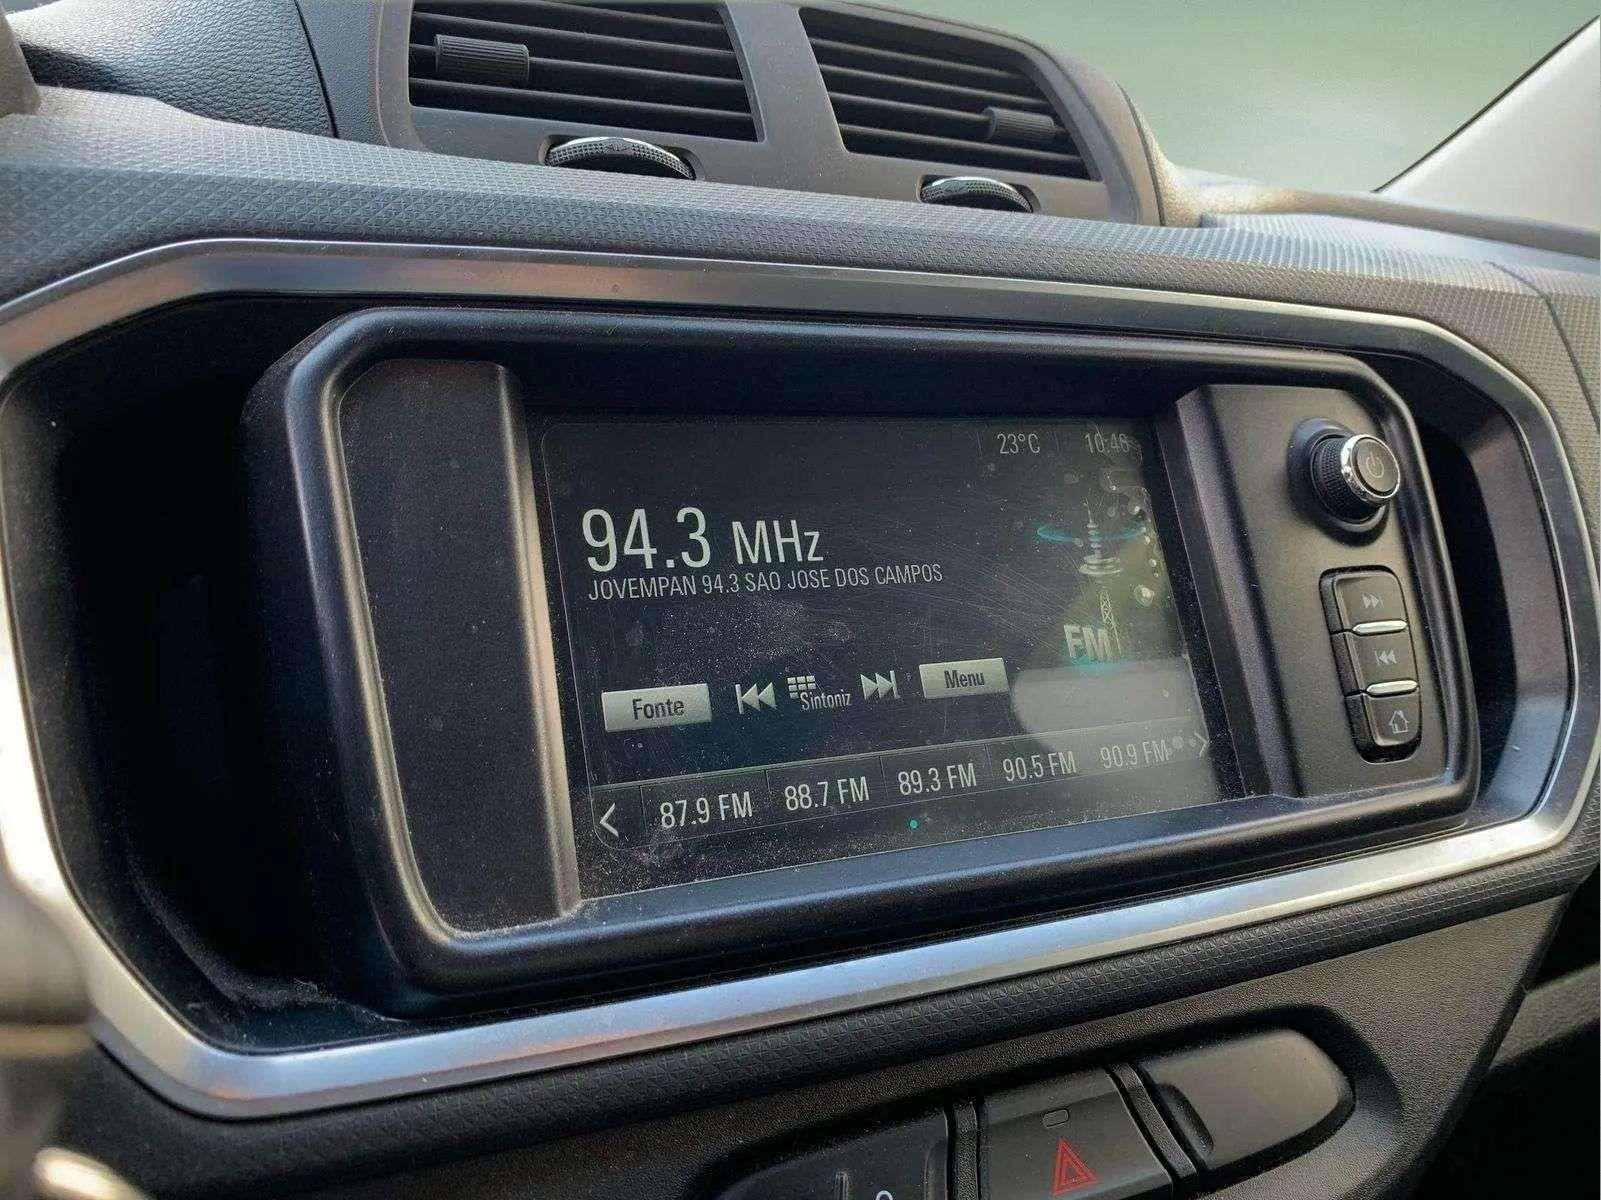 23°C 10:46
94.3 MHz
JOVEMPAN 94.3 SAO JOSE DOS CAMPOS
FM
Fonte Sintoniz Menu
87.9 FM 88.7 FM 89.3 FM 90.5 FM 90.9 FM